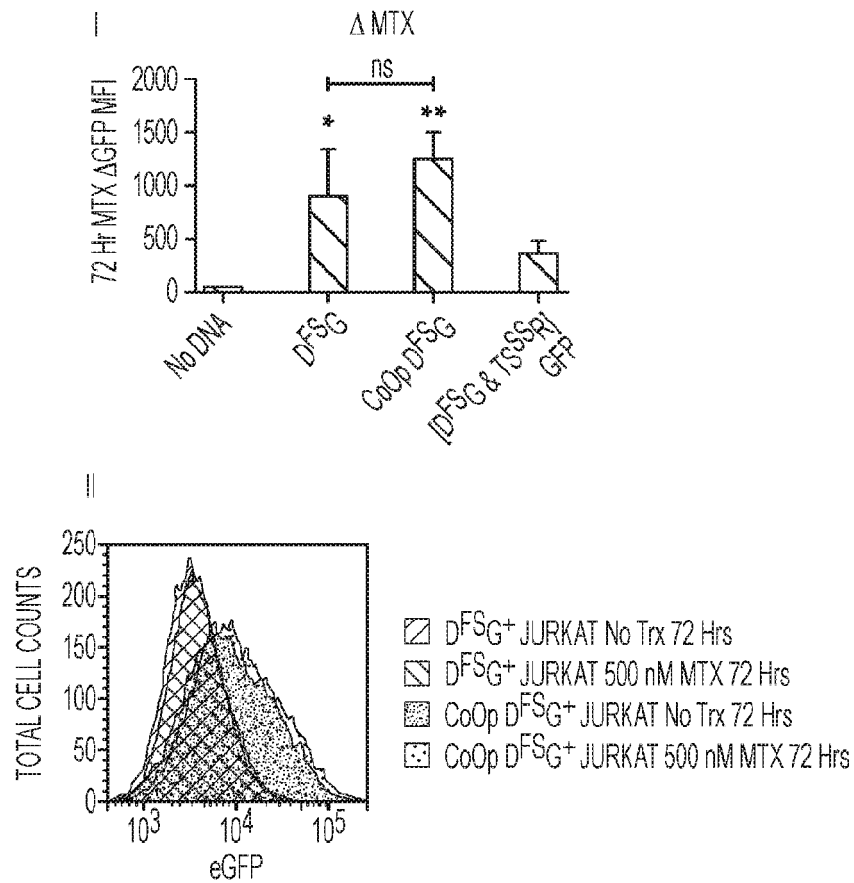 I
Δ MTX
72 Hr MTX ΔGFP MFI
2000
1500
1000
500
0
ns
*
**
No DNA
DFSG
CoOp DFSG
[DFSG & TSSSR]
GFP
II
TOTAL CELL COUNTS
250
200
150
100
50
0
10³
10⁴
10⁵
eGFP
DFSG+ JURKAT No Trx 72 Hrs
DFSG+ JURKAT 500 nM MTX 72 Hrs
CoOp DFSG+ JURKAT No Trx 72 Hrs
CoOp DFSG+ JURKAT 500 nM MTX 72 Hrs